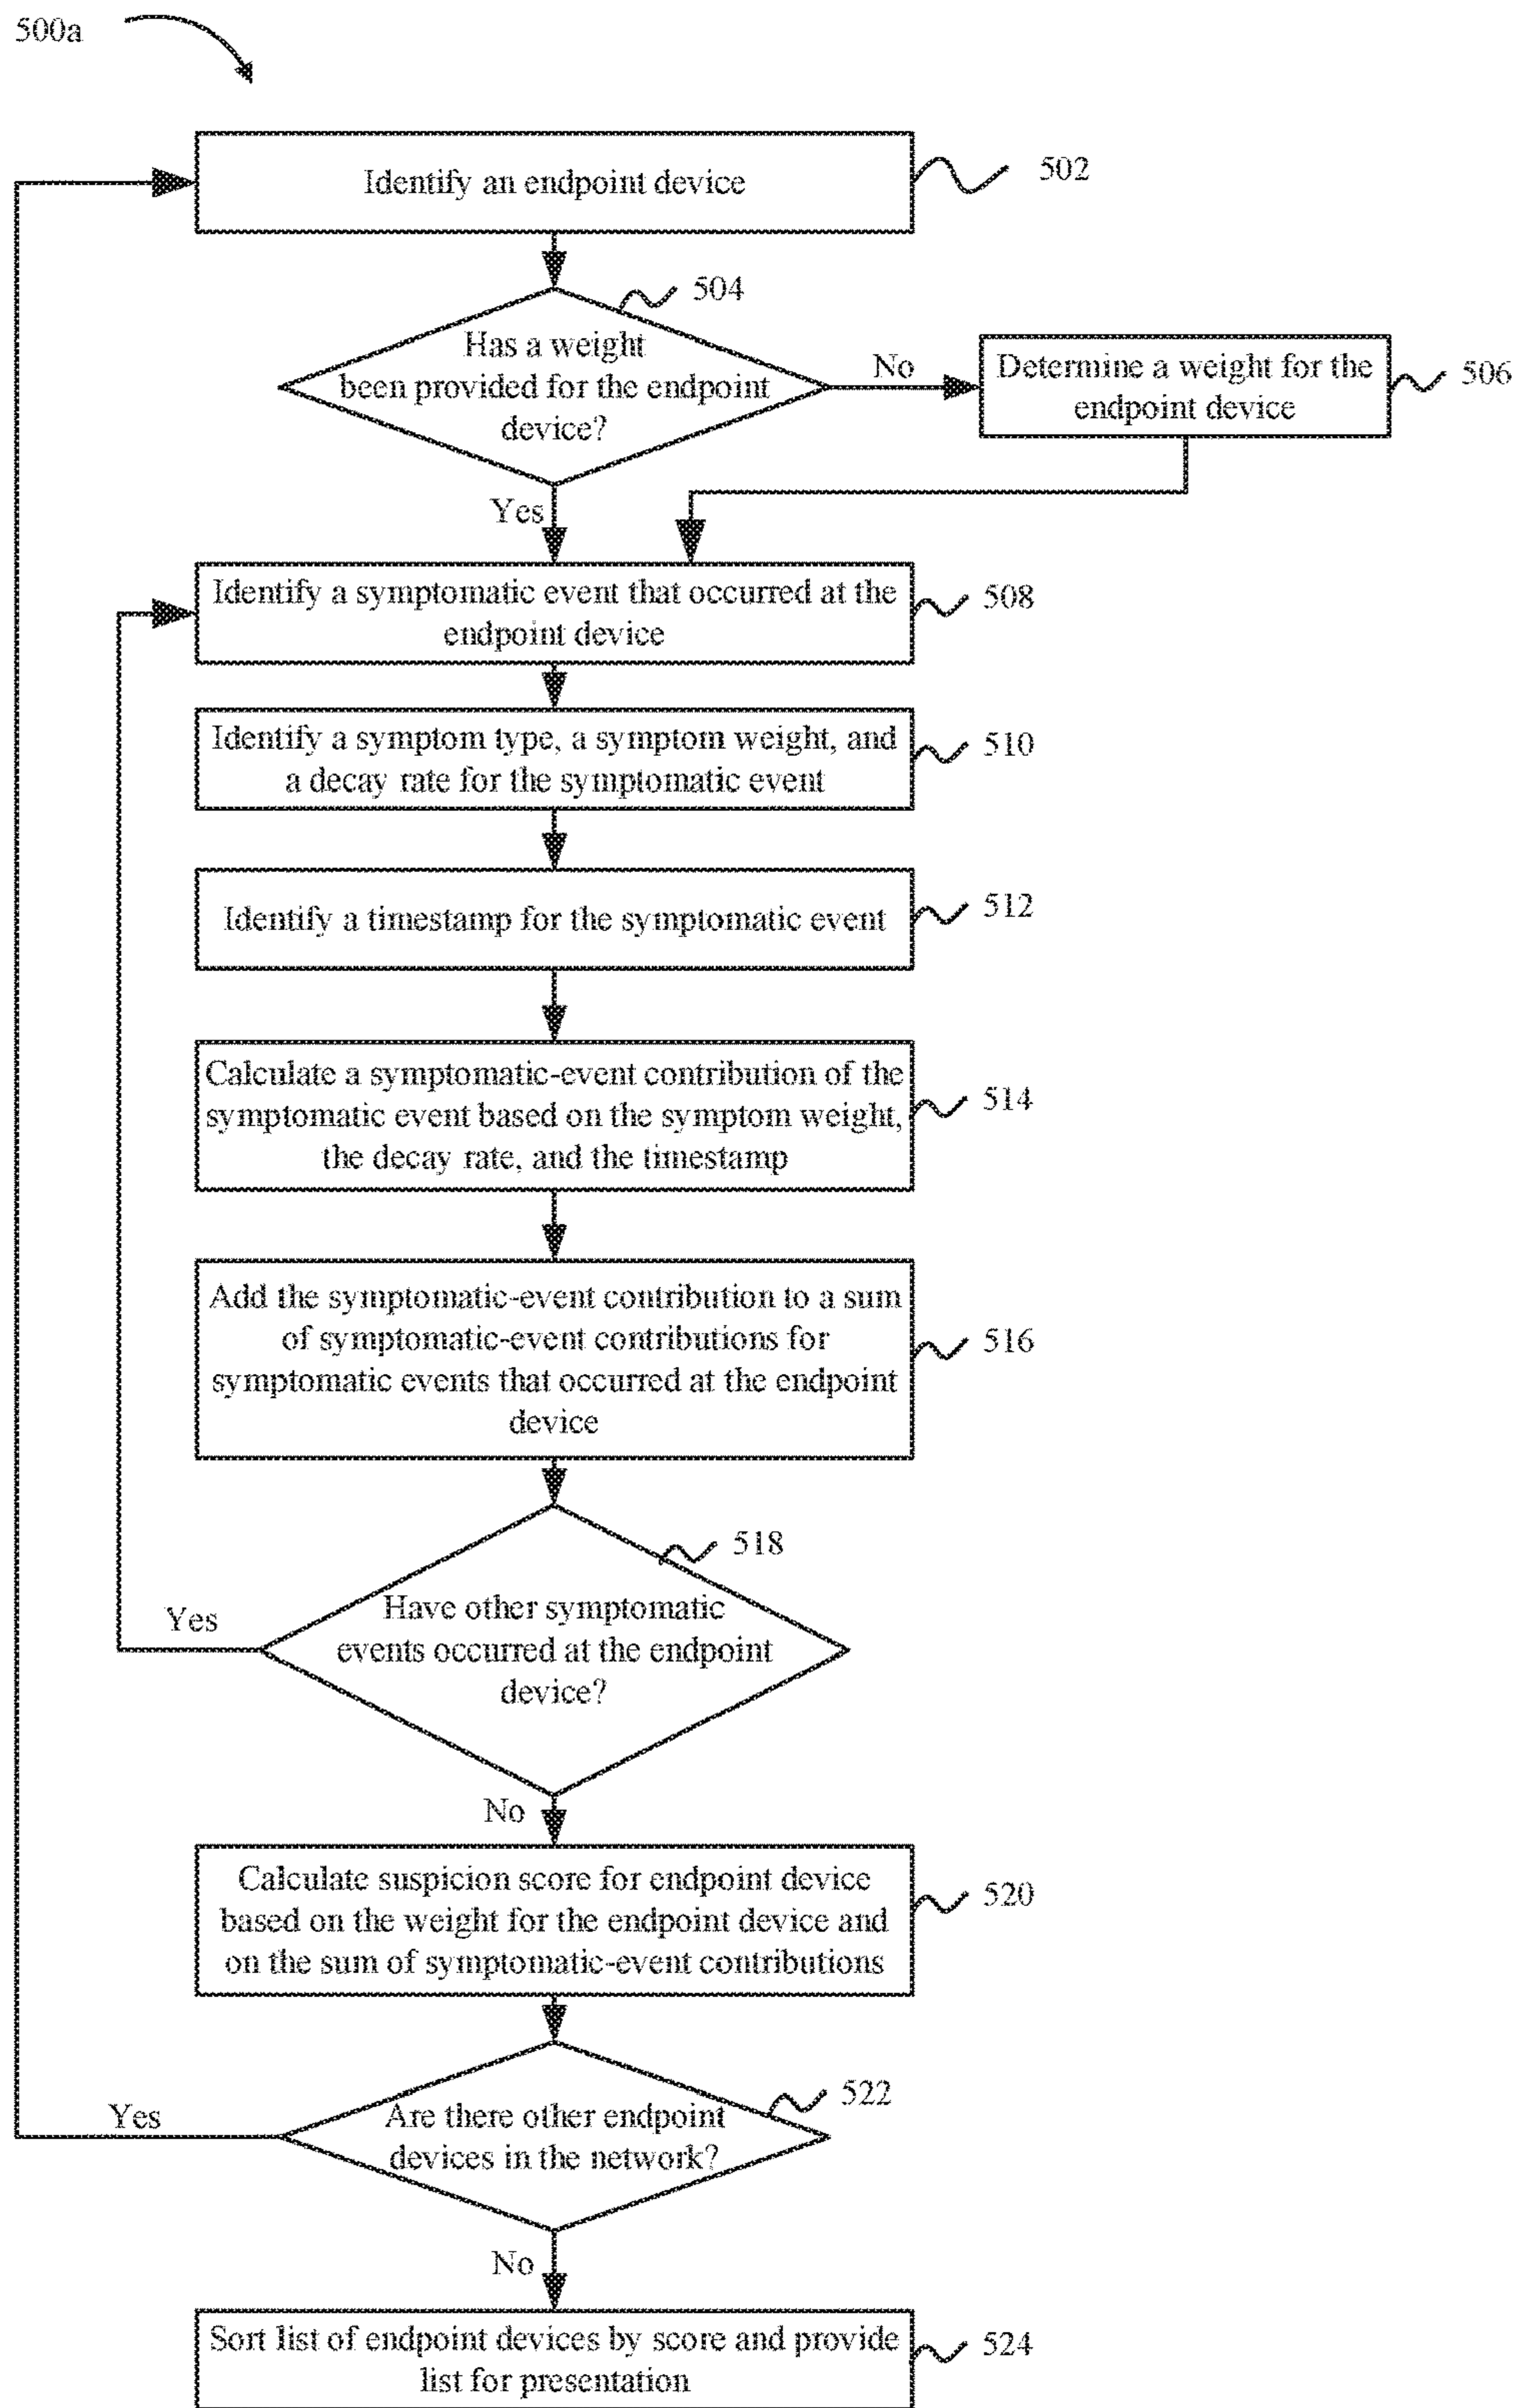 500a
Identify an endpoint device
502
504
Has a weight
been provided for the endpoint
device?
No
Determine a weight for the
endpoint device
506
Yes
Identify a symptomatic event that occurred at the
endpoint device
508
Identify a symptom type, a symptom weight, and
a decay rate for the symptomatic event
510
Identify a timestamp for the symptomatic event
512
Calculate a symptomatic-event contribution of the
symptomatic event based on the symptom weight,
the decay rate, and the timestamp
514
Add the symptomatic-event contribution to a sum
of symptomatic-event contributions for
symptomatic events that occurred at the endpoint
device
516
518
Have other symptomatic
events occurred at the endpoint
device?
Yes
No
Calculate suspicion score for endpoint device
based on the weight for the endpoint device and
on the sum of symptomatic-event contributions
520
522
Are there other endpoint
devices in the network?
Yes
No
Sort list of endpoint devices by score and provide
list for presentation
524